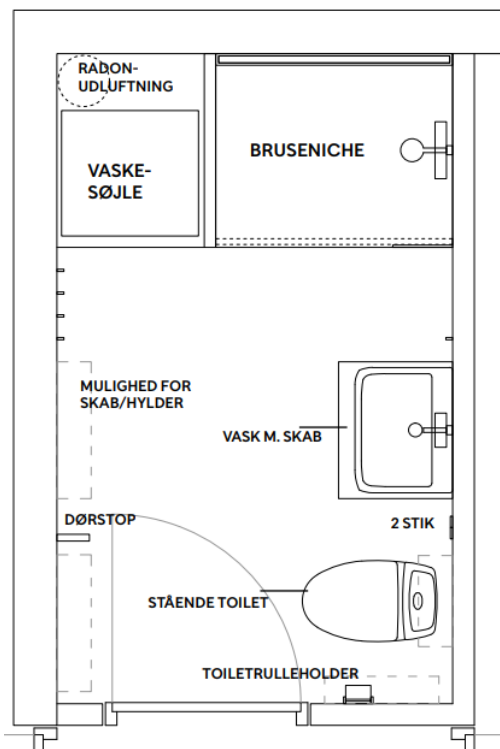 RADON-
UDLUFTNING
VASKE-
SØJLE
BRUSENICHE
MULIGHED FOR
SKAB/HYLDER
VASK M. SKAB
DØRSTOP
2 STIK
STÅENDE TOILET
TOILETRULLEHOLDER